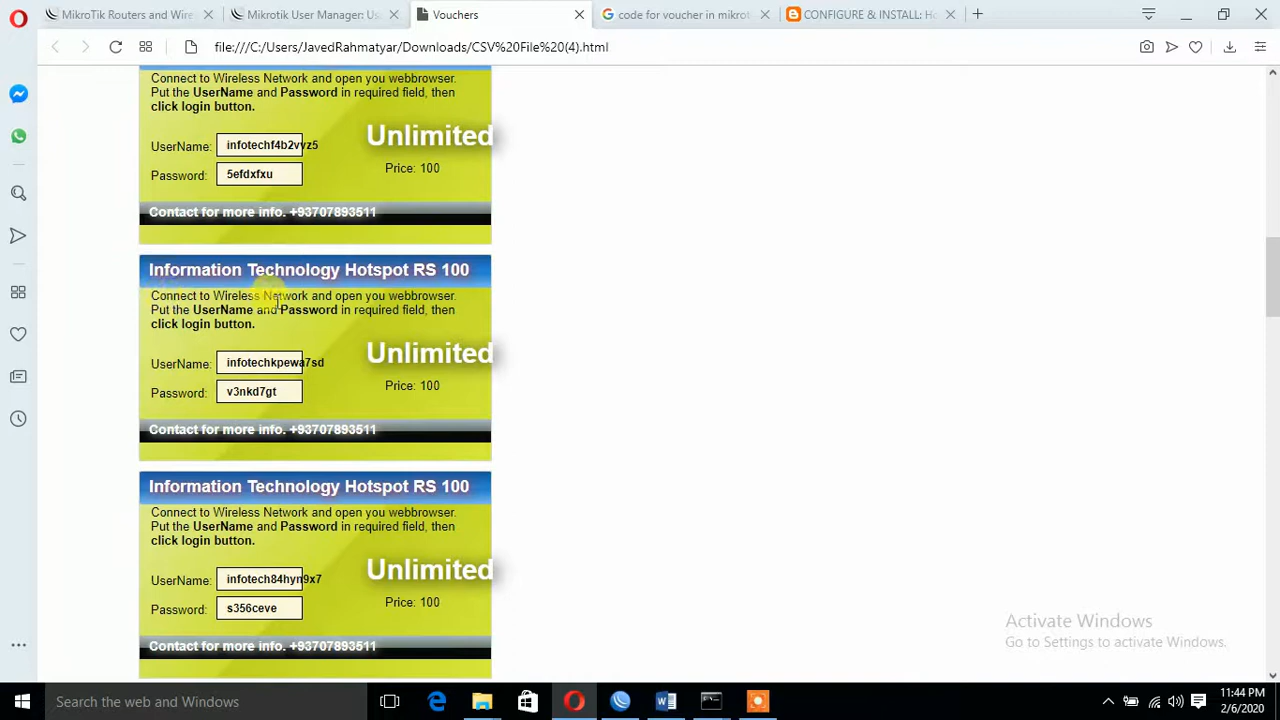 MikroTik Routers and Wire
Mikrotik User Manager: Us
Vouchers
code for voucher in mikrot
CONFIGURE & INSTALL: H
file:///C:/Users/JavedRahmatyar/Downloads/CSV%20File%20(4).html
Connect to Wireless Network and open you webbrowser.
Put the UserName and Password in required field, then
click login button.
Unlimited
UserName: infotechf4b2vvz5
Price: 100
Password: 5efdxfxu
Contact for more info. +93707893511
Information Technology Hotspot RS 100
Connect to Wireless Network and open you webbrowser.
Put the UserName and Password in required field, then
click login button.
Unlimited
UserName: infotechkpewa7sd
Price: 100
Password: v3nkd7gt
Contact for more info. +93707893511
Information Technology Hotspot RS 100
Connect to Wireless Network and open you webbrowser.
Put the UserName and Password in required field, then
click login button.
Unlimited
UserName: infotech84hyn9x7
Price: 100
Password: s356ceve
Contact for more info. +93707893511
Activate Windows
Go to Settings to activate Windows.
Search the web and Windows
11:44 PM
2/6/2020